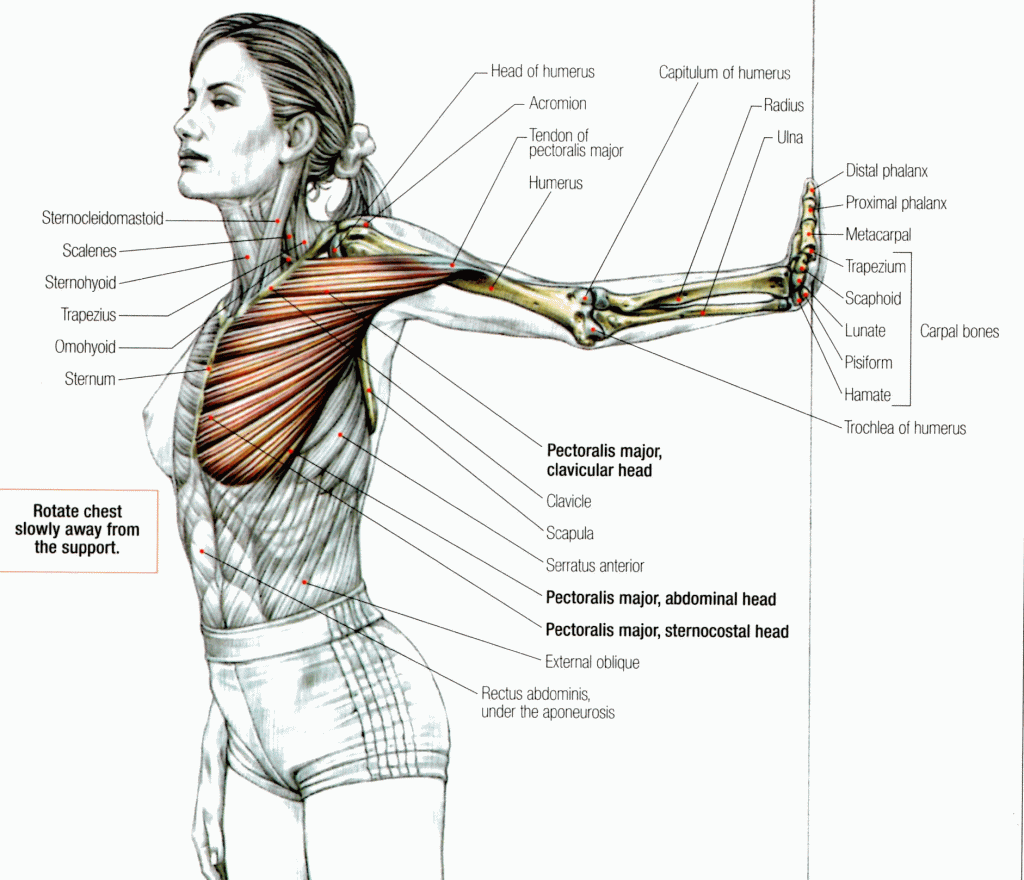 Head of humerus
Capitulum of humerus
Acromion
Radius
Tendon of
pectoralis major
Ulna
Humerus
Distal phalanx
Proximal phalanx
Metacarpal
Trapezium
Scaphoid
Lunate
Carpal bones
Pisiform
Hamate
Trochlea of humerus
Sternocleidomastoid
Scalenes
Sternohyoid
Trapezius
Omohyoid
Sternum
Pectoralis major,
clavicular head
Clavicle
Scapula
Serratus anterior
Pectoralis major, abdominal head
Pectoralis major, sternocostal head
External oblique
Rectus abdominis,
under the aponeurosis
Rotate chest
slowly away from
the support.